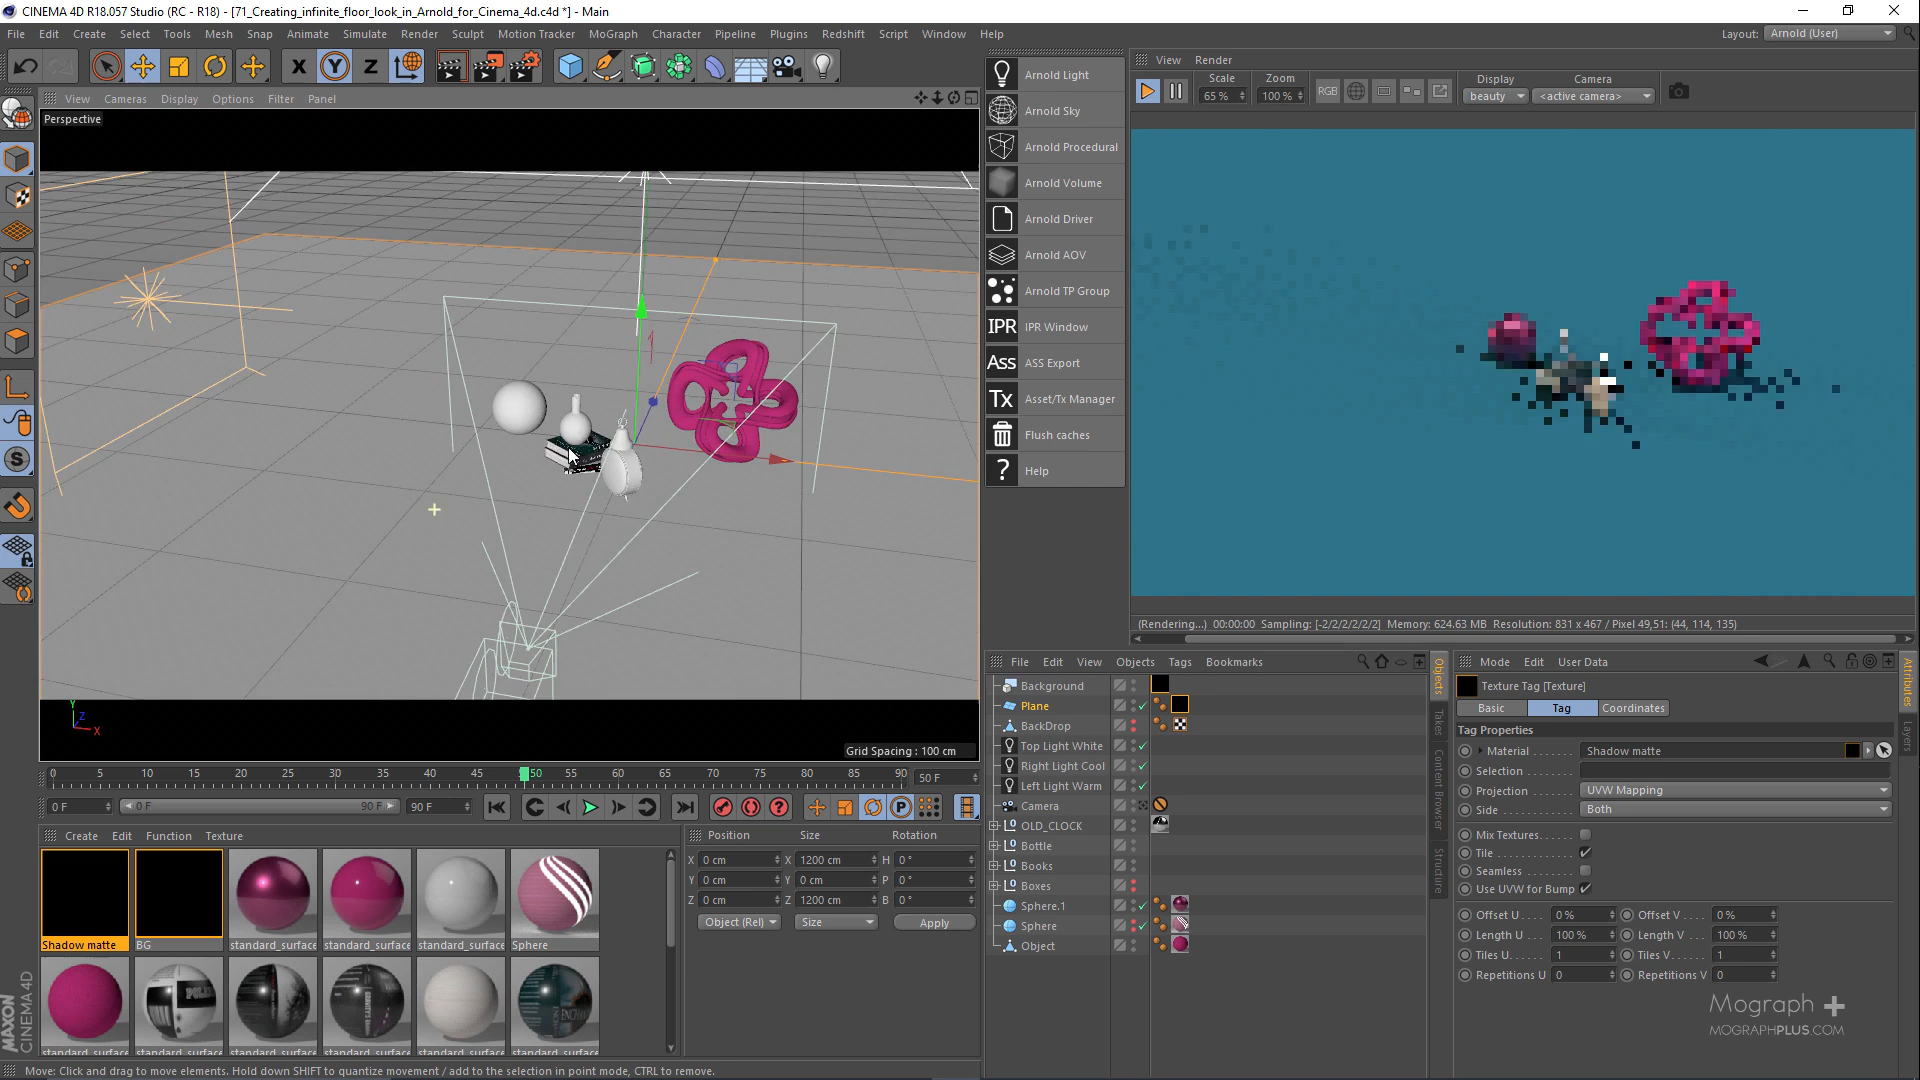 CINEMA 4D R18.057 Studio (RC - R18) - [71_Creating_infinite_floor_look_in_Arnold_for_Cinema_4d.c4d *] - Main
File Edit Create Select Tools Mesh Snap Animate Simulate Render Sculpt Motion Tracker MoGraph Character Pipeline Plugins Redshift Script Window Help
Layout: Arnold (User)
X Y Z
View Cameras Display Options Filter Panel
Perspective
Grid Spacing : 100 cm
Y
Z
X
Arnold Light
Arnold Sky
Arnold Procedural
Arnold Volume
Arnold Driver
Arnold AOV
Arnold TP Group
IPR IPR Window
Ass ASS Export
Tx Asset/Tx Manager
Flush caches
? Help
View Render
Scale Zoom Display Camera
65 % 100 % RGB beauty <active camera>
(Rendering...) 00:00:00 Sampling: [-2/2/2/2/2/2] Memory: 624.63 MB Resolution: 831 x 467 / Pixel 49,51: (44, 114, 135)
0 5 10 15 20 25 30 35 40 45 50 55 60 65 70 75 80 85 90 50 F
0 F 0 F 90 F 90 F
Create Edit Function Texture
Shadow matte
BG
standard_surface
standard_surface
standard_surface
Sphere
standard_surface
standard_surface
standard_surface
standard_surface
standard_surface
standard_surface
MAXON
CINEMA 4D
Position Size Rotation
X 0 cm X 1200 cm H 0 °
Y 0 cm Y 0 cm P 0 °
Z 0 cm Z 1200 cm B 0 °
Object (Rel) Size Apply
File Edit View Objects Tags Bookmarks
Background
Plane
BackDrop
Top Light White
Right Light Cool
Left Light Warm
Camera
OLD_CLOCK
Bottle
Books
Boxes
Sphere.1
Sphere
Object
Objects
Takes
Content Browser
Structure
Mode Edit User Data
Texture Tag [Texture]
Basic Tag Coordinates
Tag Properties
Material Shadow matte
Selection
Projection UVW Mapping
Side Both
Mix Textures
Tile
Seamless
Use UVW for Bump
Offset U 0 % Offset V 0 %
Length U 100 % Length V 100 %
Tiles U 1 Tiles V 1
Repetitions U 0 Repetitions V 0
Attributes
Layers
Mograph +
MOGRAPHPLUS.COM
Move: Click and drag to move elements. Hold down SHIFT to quantize movement / add to the selection in point mode, CTRL to remove.